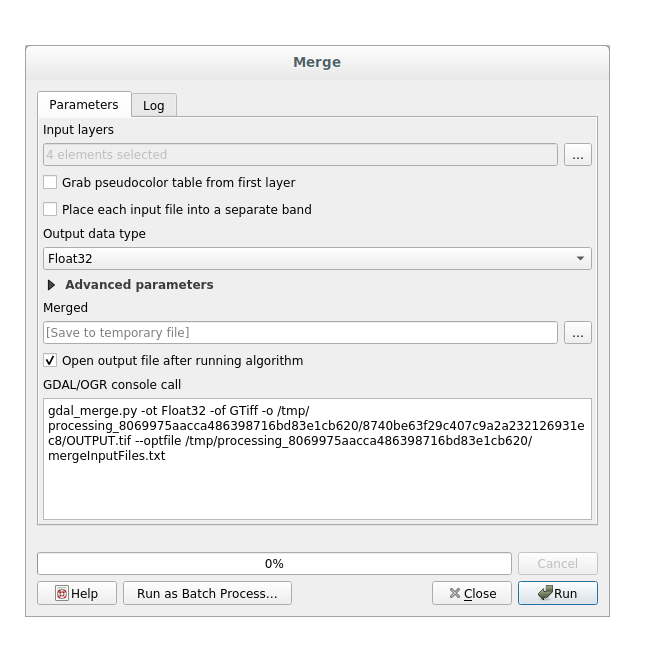 Merge
Parameters
Log
Input layers
4 elements selected
...
Grab pseudocolor table from first layer
Place each input file into a separate band
Output data type
Float32
Advanced parameters
Merged
[Save to temporary file]
...
Open output file after running algorithm
GDAL/OGR console call
gdal_merge.py -ot Float32 -of GTiff -o /tmp/
processing_8069975aacca486398716bd83e1cb620/8740be63f29c407c9a2a232126931e
c8/OUTPUT.tif --optfile /tmp/processing_8069975aacca486398716bd83e1cb620/
mergeInputFiles.txt
0%
Cancel
Help
Run as Batch Process...
Close
Run